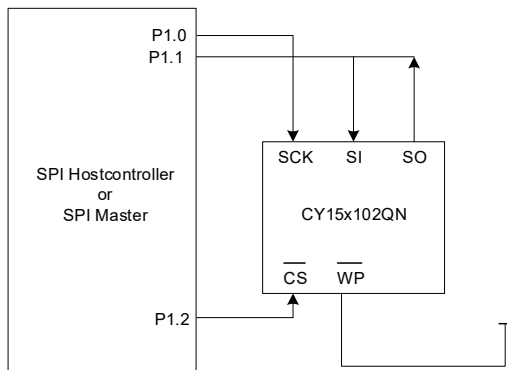 P1.0
P1.1
SCK SI SO
SPI Hostcontroller
or
SPI Master
CY15x102QN
CS WP
P1.2